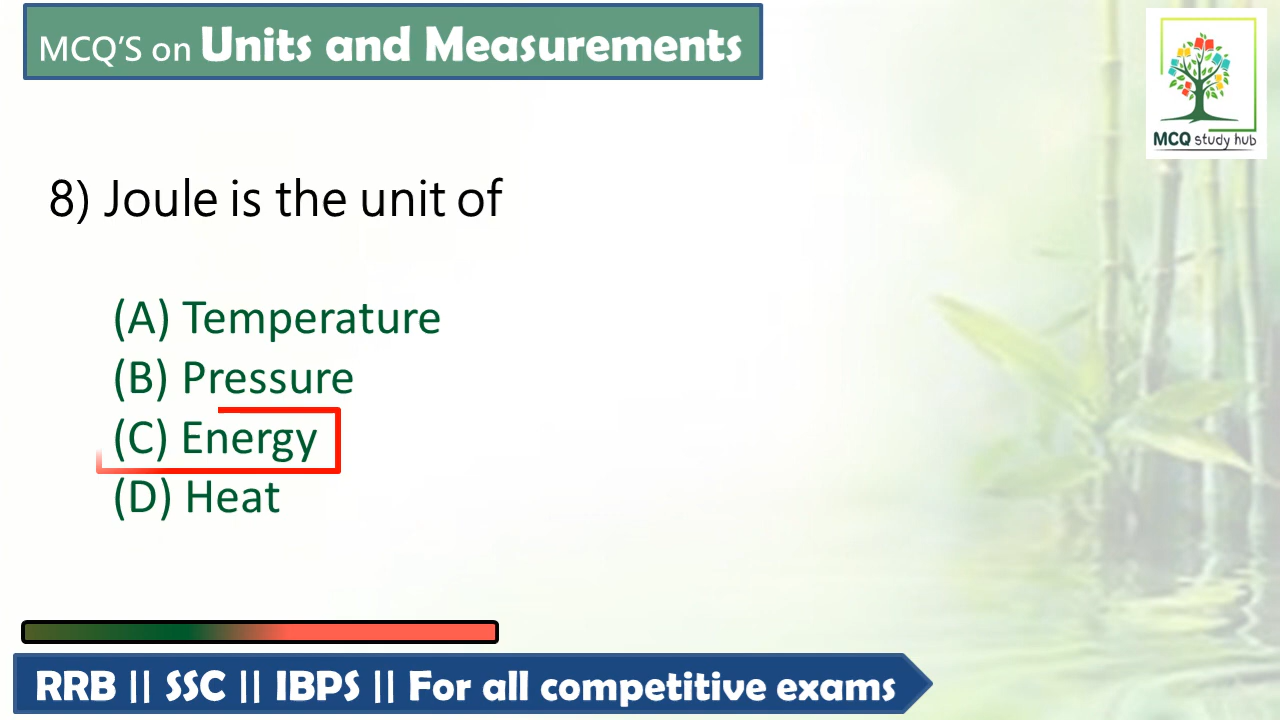 MCQ'S on Units and Measurements
MCQ study hub
8) Joule is the unit of
(A) Temperature
(B) Pressure
(C) Energy
(D) Heat
RRB || SSC || IBPS || For all competitive exams